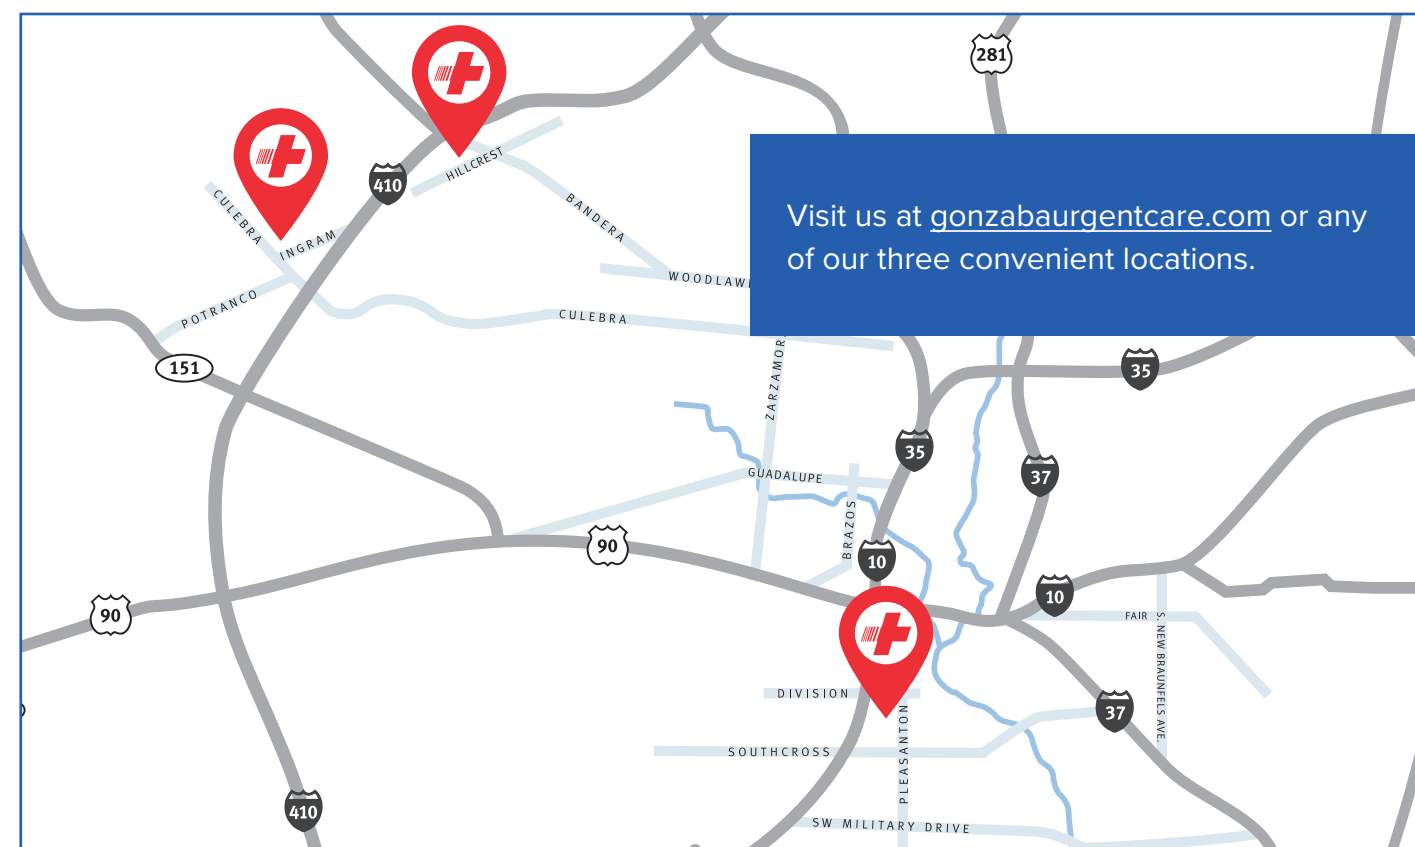 281
410
HILLCREST
CULEBRA
INGRAM
BANDERA
Visit us at gonzabaurgentcare.com or any
of our three convenient locations.
POTRANCO
CULEBRA
151
35
35
37
GUADALUPE
BRAZOS
90
10
90
10
FAIR
S. NEW BRAUNFELS AVE.
DIVISION
PLEASANTON
37
SOUTHCROSS
410
SW MILITARY DRIVE